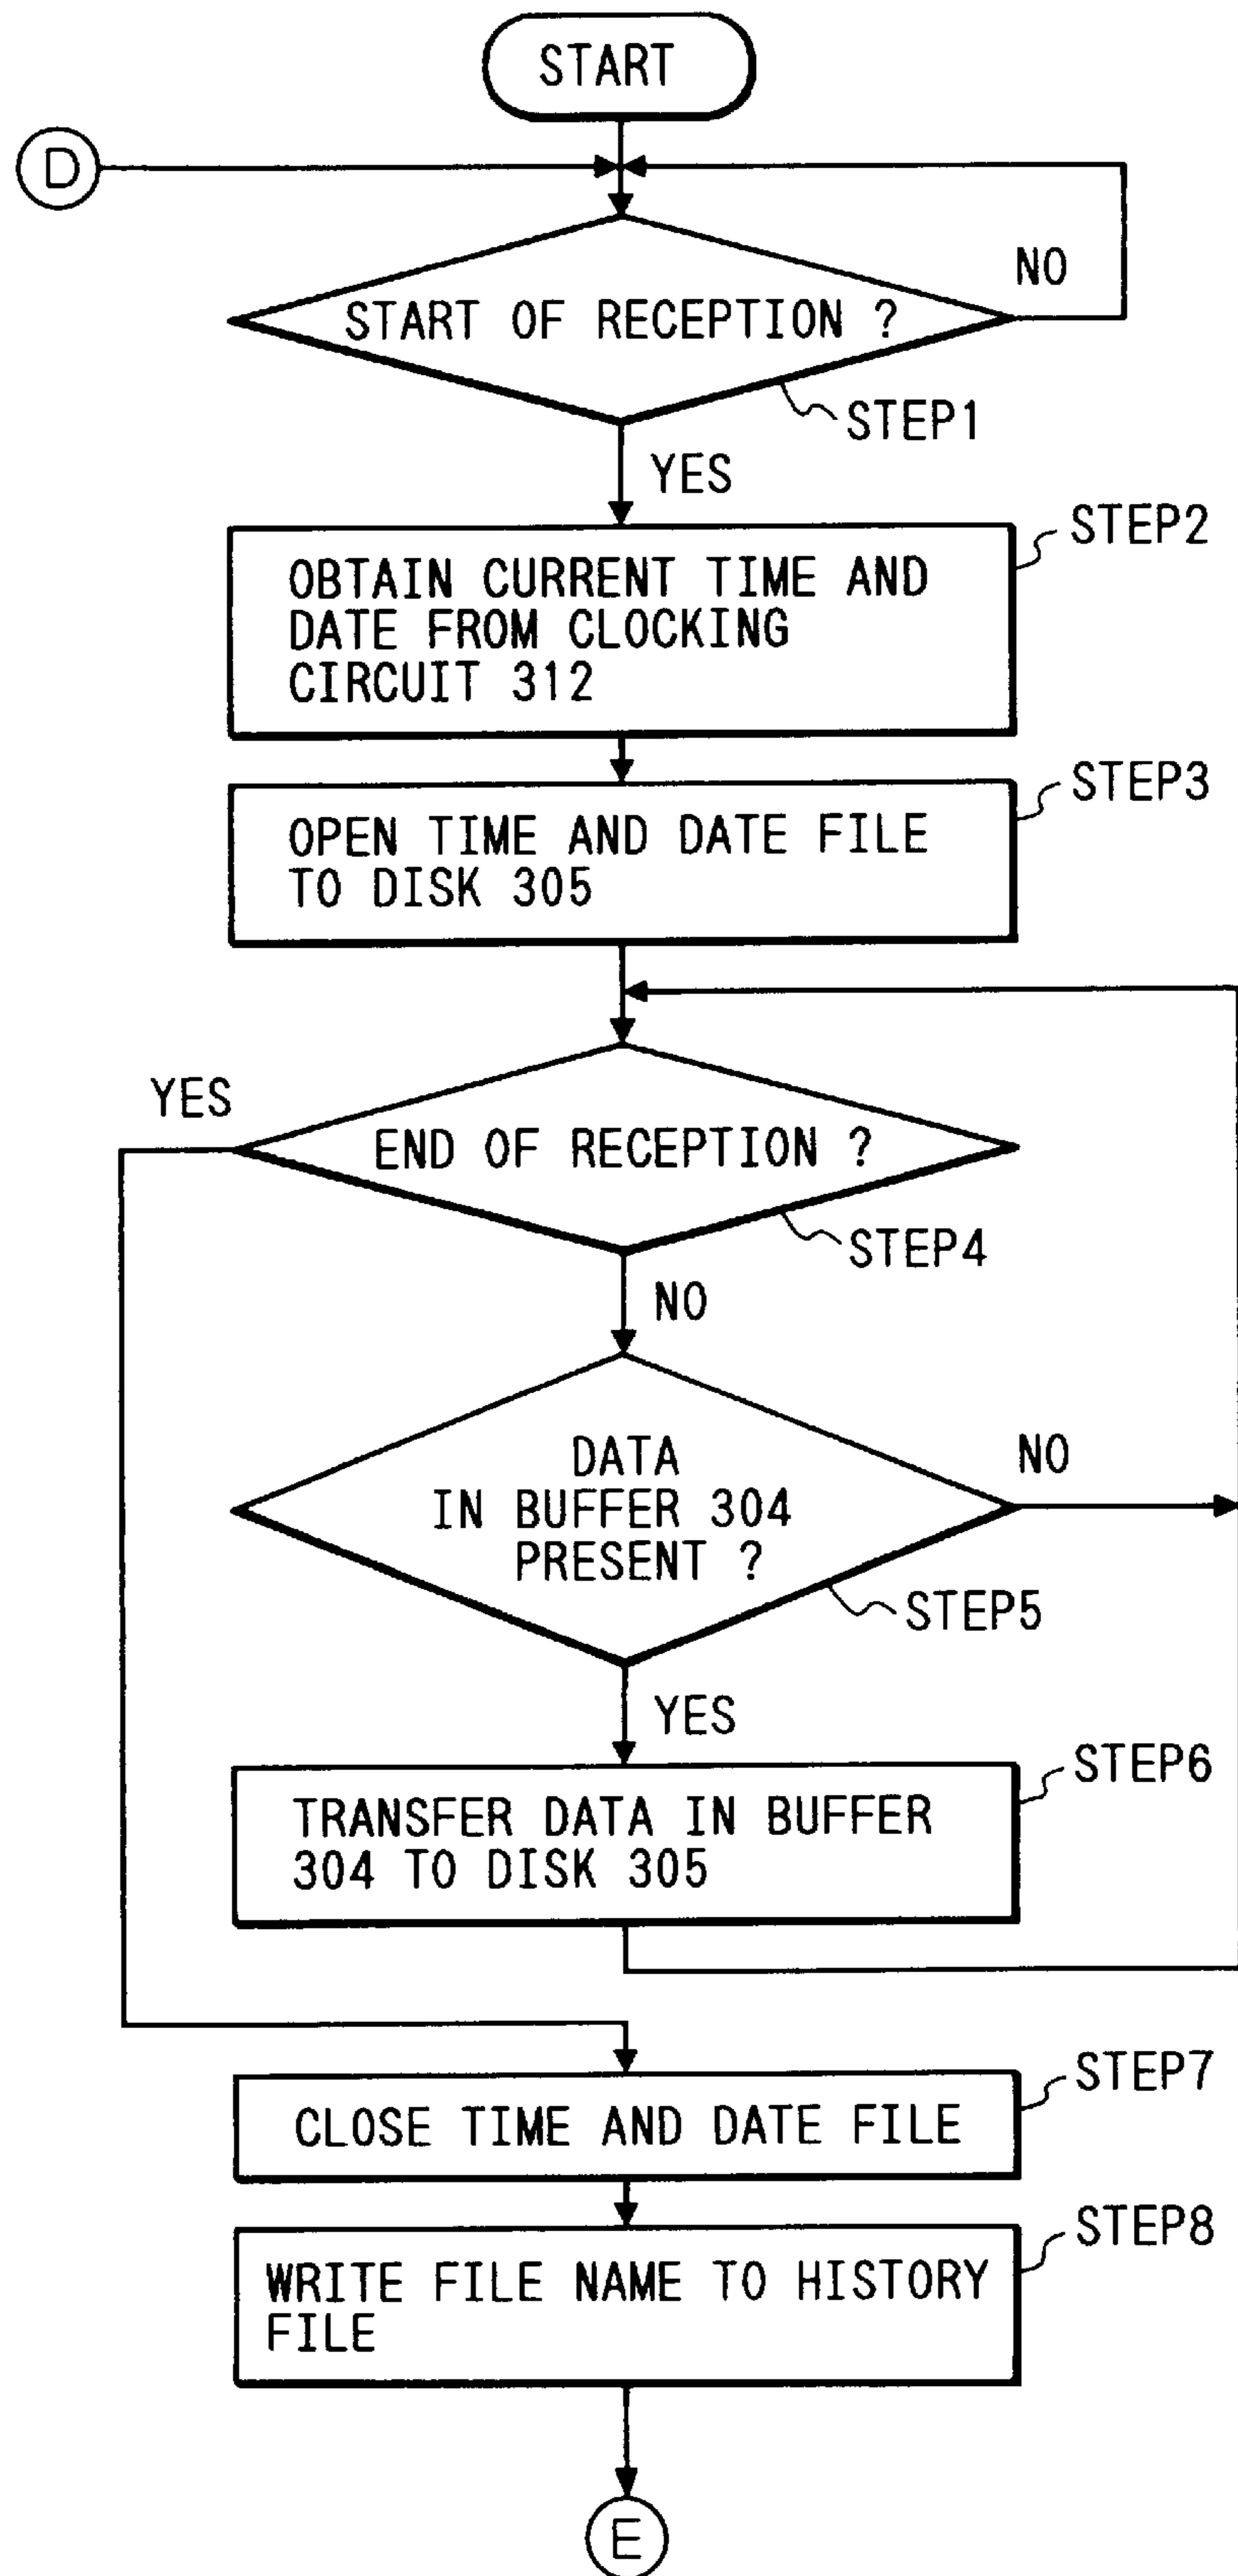 START
D
NO
START OF RECEPTION ?
STEP1
YES
STEP2
OBTAIN CURRENT TIME AND
DATE FROM CLOCKING
CIRCUIT 312
STEP3
OPEN TIME AND DATE FILE
TO DISK 305
YES
END OF RECEPTION ?
STEP4
NO
DATA
IN BUFFER 304
PRESENT ?
NO
STEP5
YES
STEP6
TRANSFER DATA IN BUFFER
304 TO DISK 305
STEP7
CLOSE TIME AND DATE FILE
STEP8
WRITE FILE NAME TO HISTORY
FILE
E